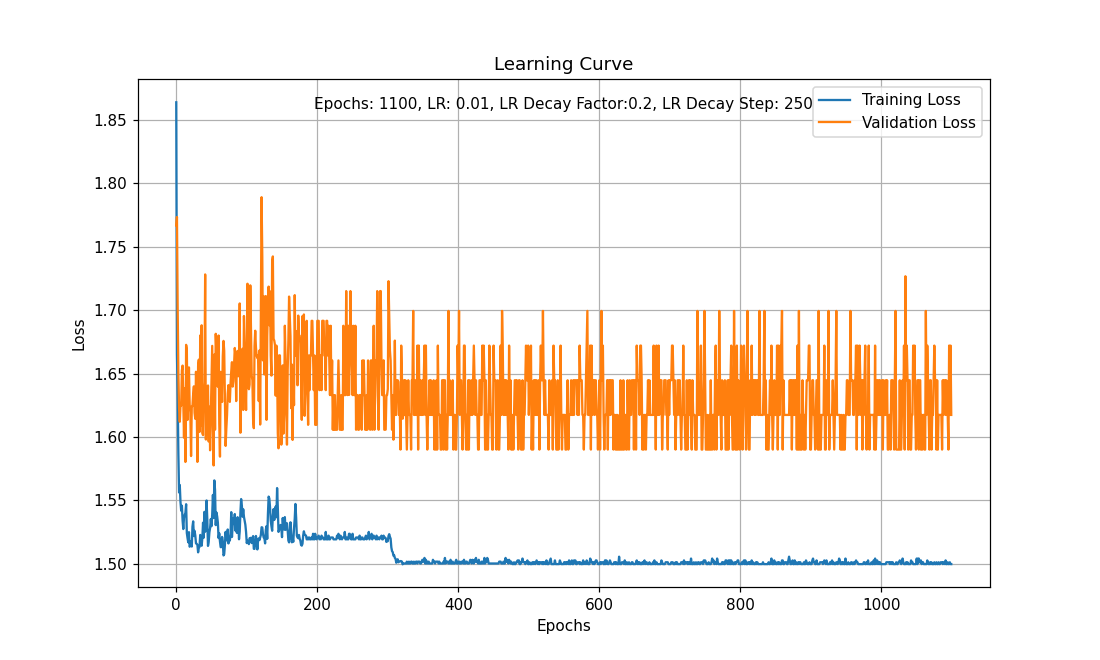 Learning Curve
Epochs: 1100, LR: 0.01, LR Decay Factor:0.2, LR Decay Step: 250
Training Loss
Validation Loss
Loss
1.85
1.80
1.75
1.70
1.65
1.60
1.55
1.50
0 200 400 600 800 1000
Epochs